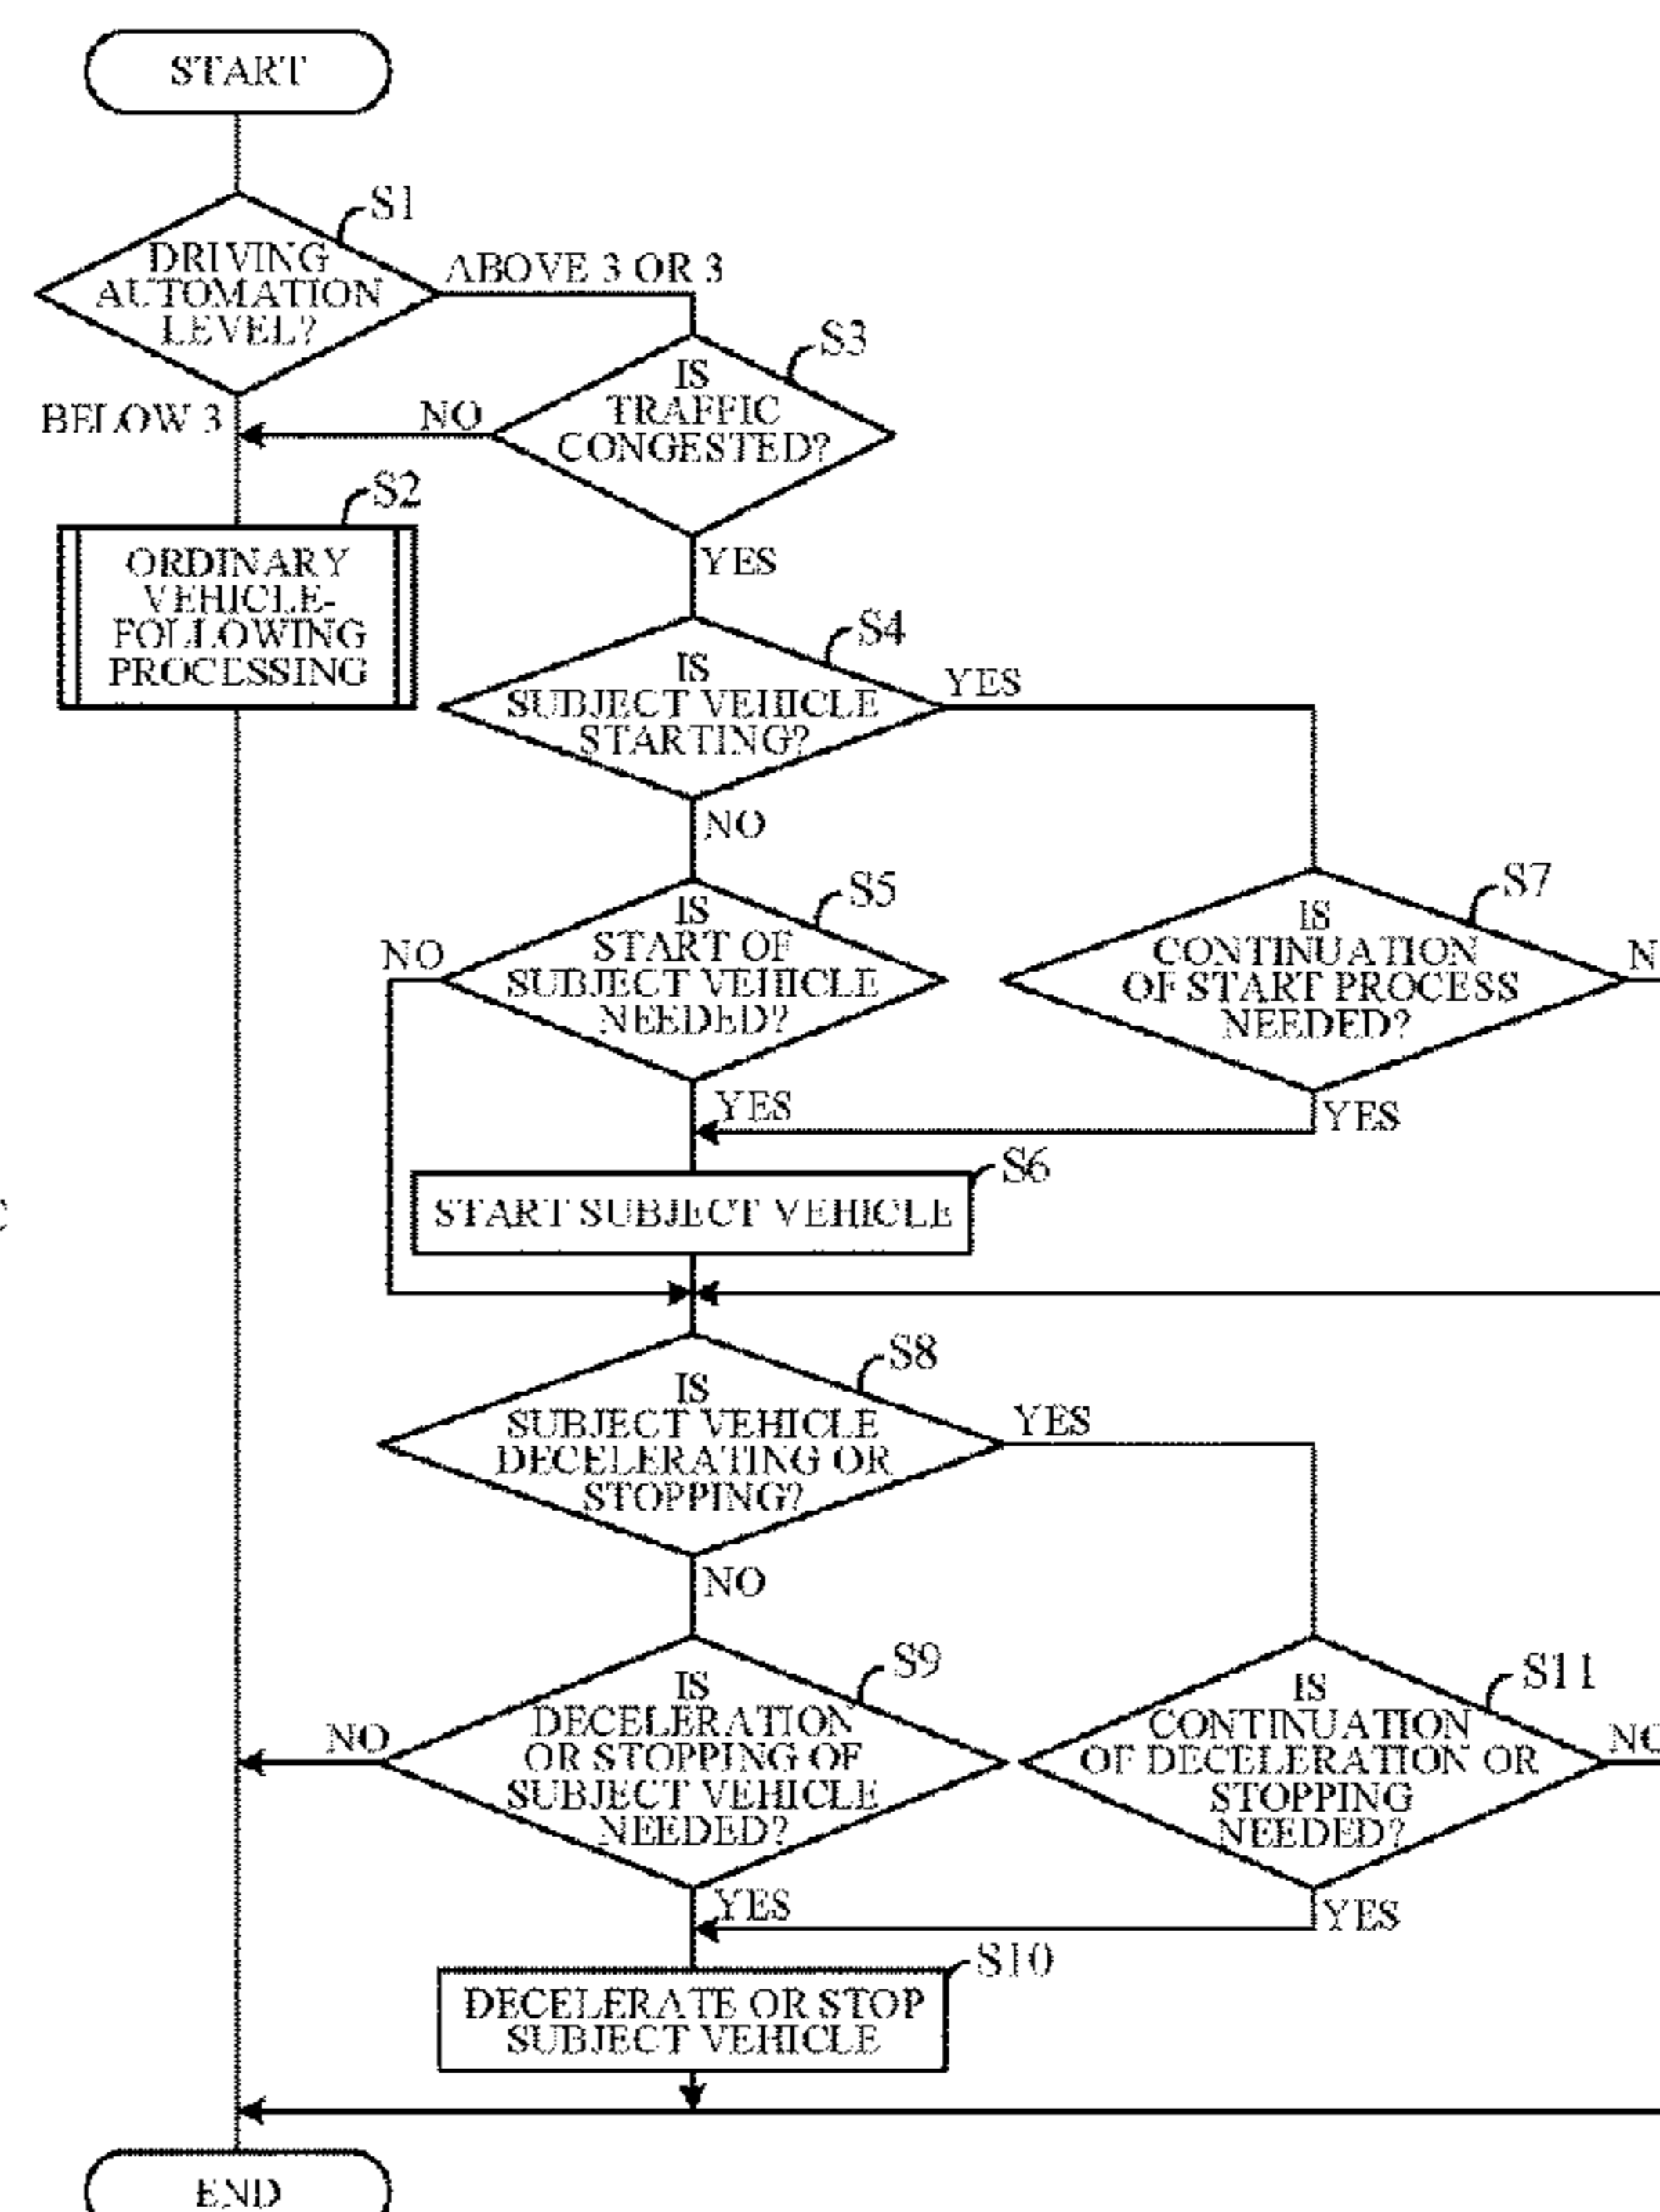 START
S1
DRIVING
AUTOMATION
LEVEL?
ABOVE 3 OR 3
S3
IS
TRAFFIC
CONGESTED?
BELOW 3
NO
S2
YES
ORDINARY
VEHICLE-
FOLLOWING
PROCESSING
S4
IS
SUBJECT VEHICLE
STARTING?
YES
NO
S5
IS
START OF
SUBJECT VEHICLE
NEEDED?
NO
S7
IS
CONTINUATION
OF START PROCESS
NEEDED?
N
YES
YES
S6
START SUBJECT VEHICLE
S8
IS
SUBJECT VEHICLE
DECELERATING OR
STOPPING?
YES
NO
S9
IS
DECELERATION
OR STOPPING OF
SUBJECT VEHICLE
NEEDED?
NO
S11
IS
CONTINUATION
OF DECELERATION OR
STOPPING
NEEDED?
NO
YES
YES
S10
DECELERATE OR STOP
SUBJECT VEHICLE
END